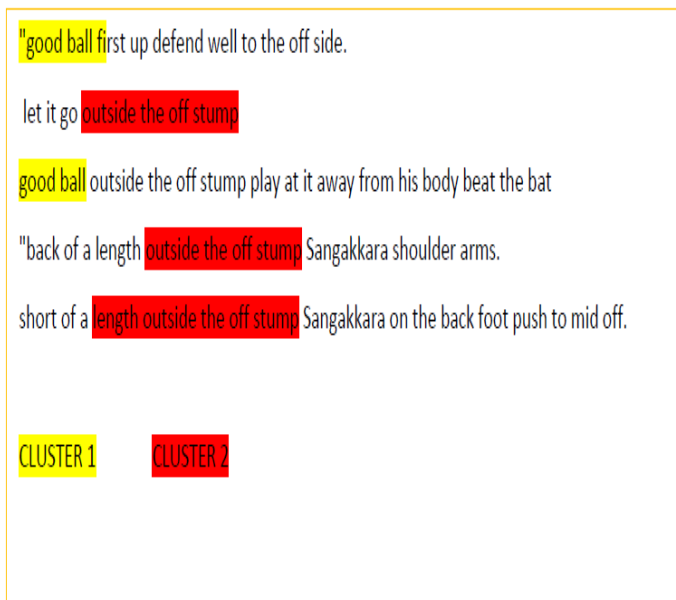 "good ball first up defend well to the off side.
let it go outside the off stump
good ball outside the off stump play at it away from his body beat the bat
"back of a length outside the off stump Sangakkara shoulder arms.
short of a length outside the off stump Sangakkara on the back foot push to mid off.
CLUSTER 1 CLUSTER 2